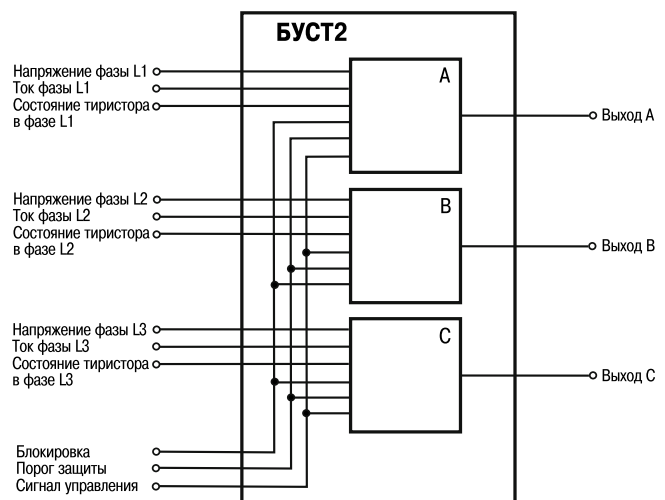 БУСТ2
Напряжение фазы L1
Ток фазы L1
Состояние тиристора
в фазе L1
A
Выход A
Напряжение фазы L2
Ток фазы L2
Состояние тиристора
в фазе L2
B
Выход B
Напряжение фазы L3
Ток фазы L3
Состояние тиристора
в фазе L3
C
Выход C
Блокировка
Порог защиты
Сигнал управления